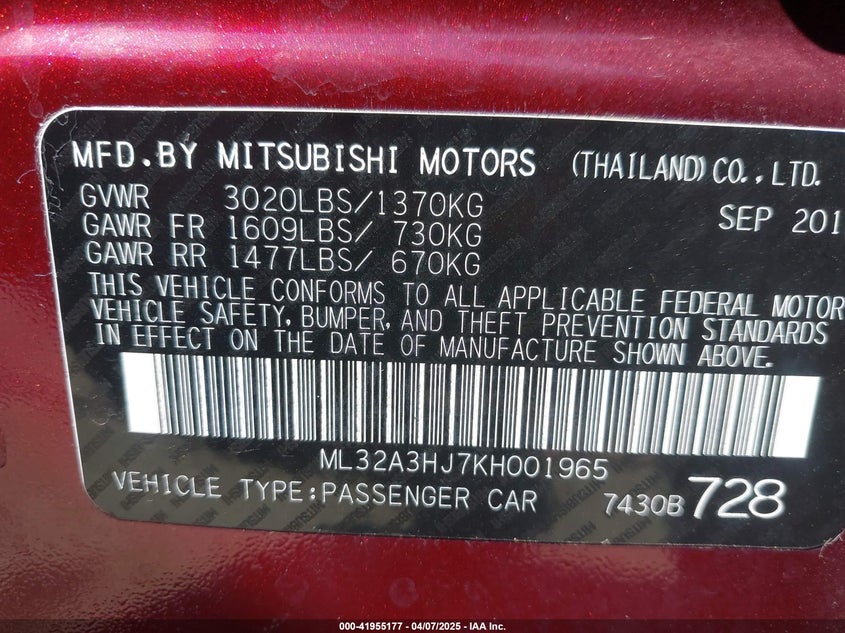 MFD.BY MITSUBISHI MOTORS (THAILAND) CO.,LTD.
GVWR 3020LBS/1370KG SEP 201
GAWR FR 1609LBS/ 730KG
GAWR RR 1477LBS/ 670KG
THIS VEHICLE CONFORMS TO ALL APPLICABLE FEDERAL MOTOR
VEHICLE SAFETY, BUMPER, AND THEFT PREVENTION STANDARDS
IN EFFECT ON THE DATE OF MANUFACTURE SHOWN ABOVE.
ML32A3HJ7KH001965
VEHICLE TYPE:PASSENGER CAR 7430B 728
000-41955177 - 04/07/2025 - IAA Inc.